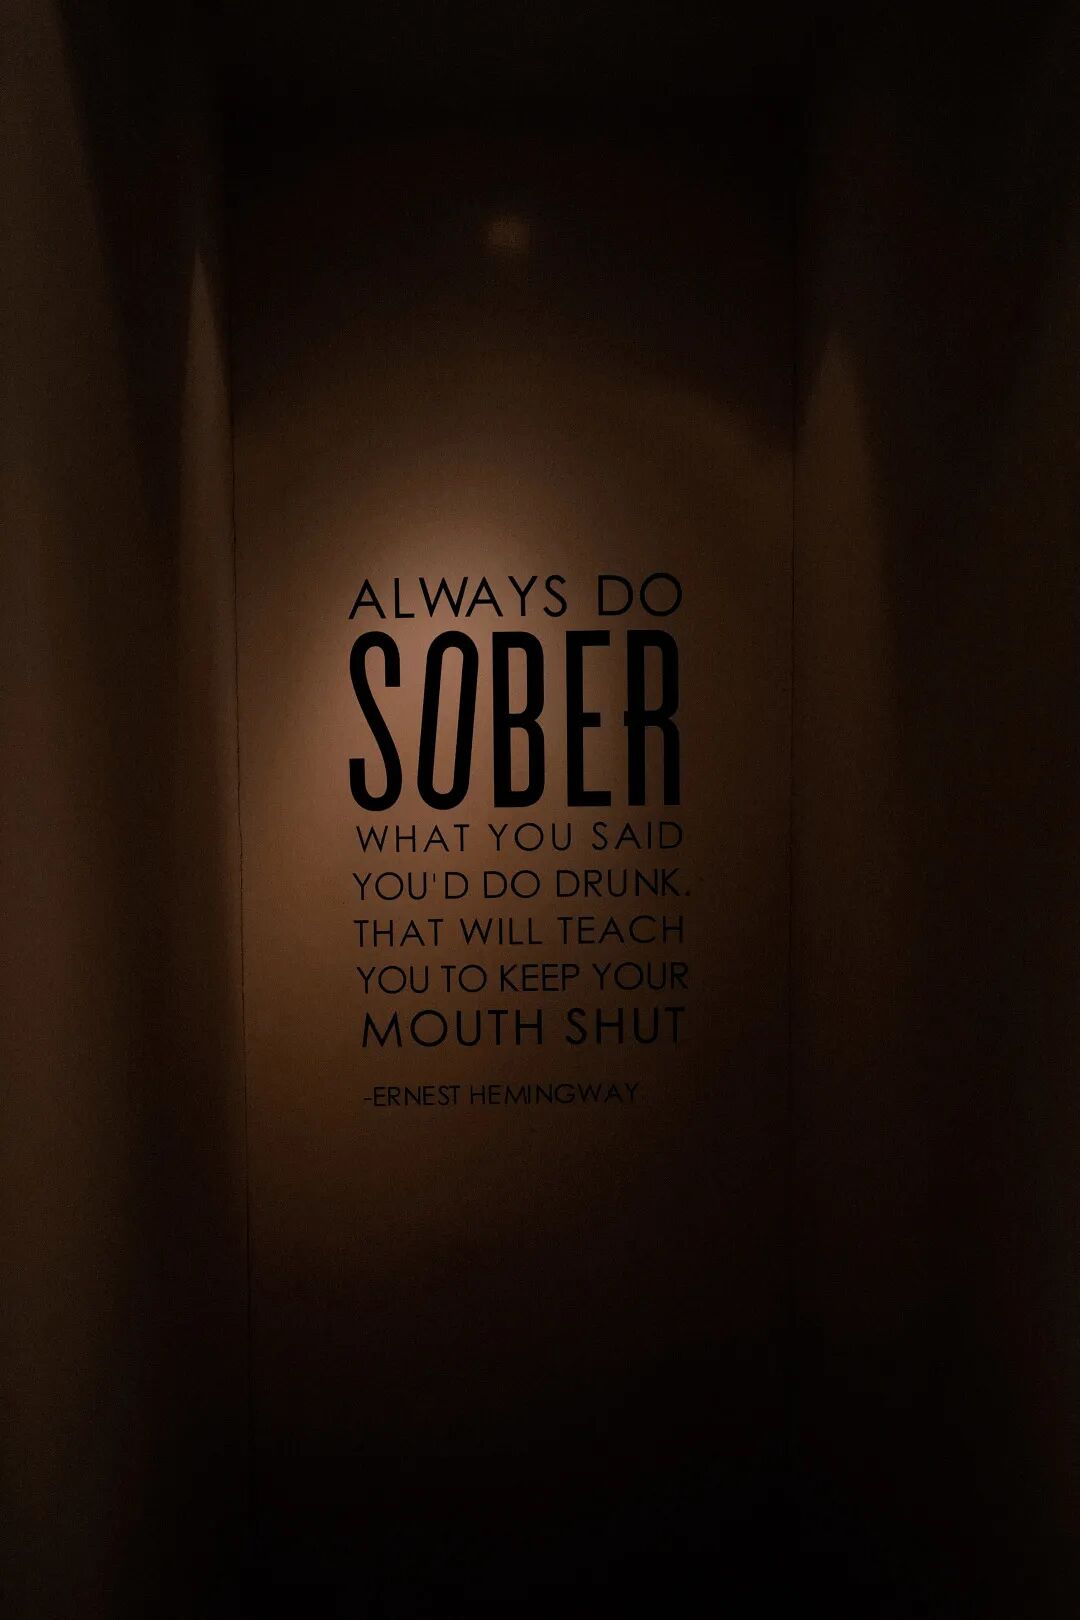 ALWAYS DO
SOBER
WHAT YOU SAID
YOU'D DO DRUNK.
THAT WILL TEACH
YOU TO KEEP YOUR
MOUTH SHUT
-ERNEST HEMINGWAY